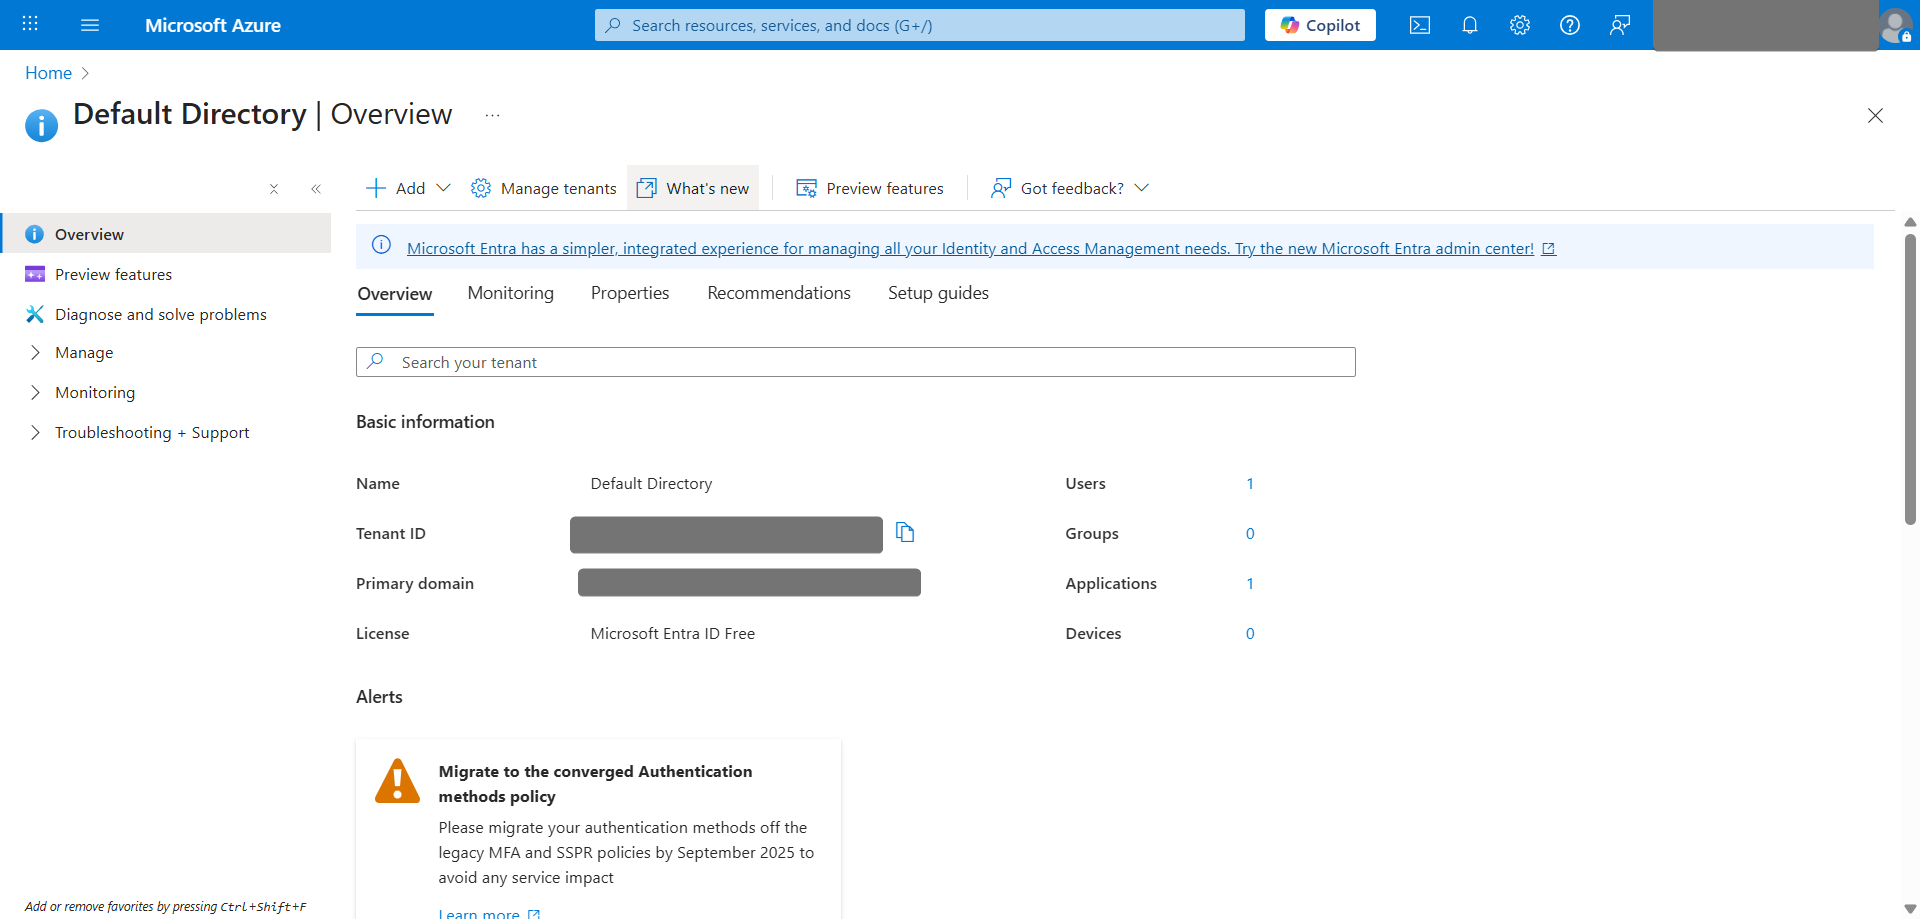 Microsoft Azure
Search resources, services, and docs (G+/)
Copilot
Home
Default Directory | Overview
...
Add
Manage tenants
What's new
Preview features
Got feedback?
Overview
Preview features
Diagnose and solve problems
Manage
Monitoring
Troubleshooting + Support
Microsoft Entra has a simpler, integrated experience for managing all your Identity and Access Management needs. Try the new Microsoft Entra admin center!
Overview Monitoring Properties Recommendations Setup guides
Search your tenant
Basic information
Name Default Directory Users 1
Tenant ID Groups 0
Primary domain Applications 1
License Microsoft Entra ID Free Devices 0
Alerts
Migrate to the converged Authentication
methods policy
Please migrate your authentication methods off the
legacy MFA and SSPR policies by September 2025 to
avoid any service impact
Learn more
Add or remove favorites by pressing Ctrl+Shift+F